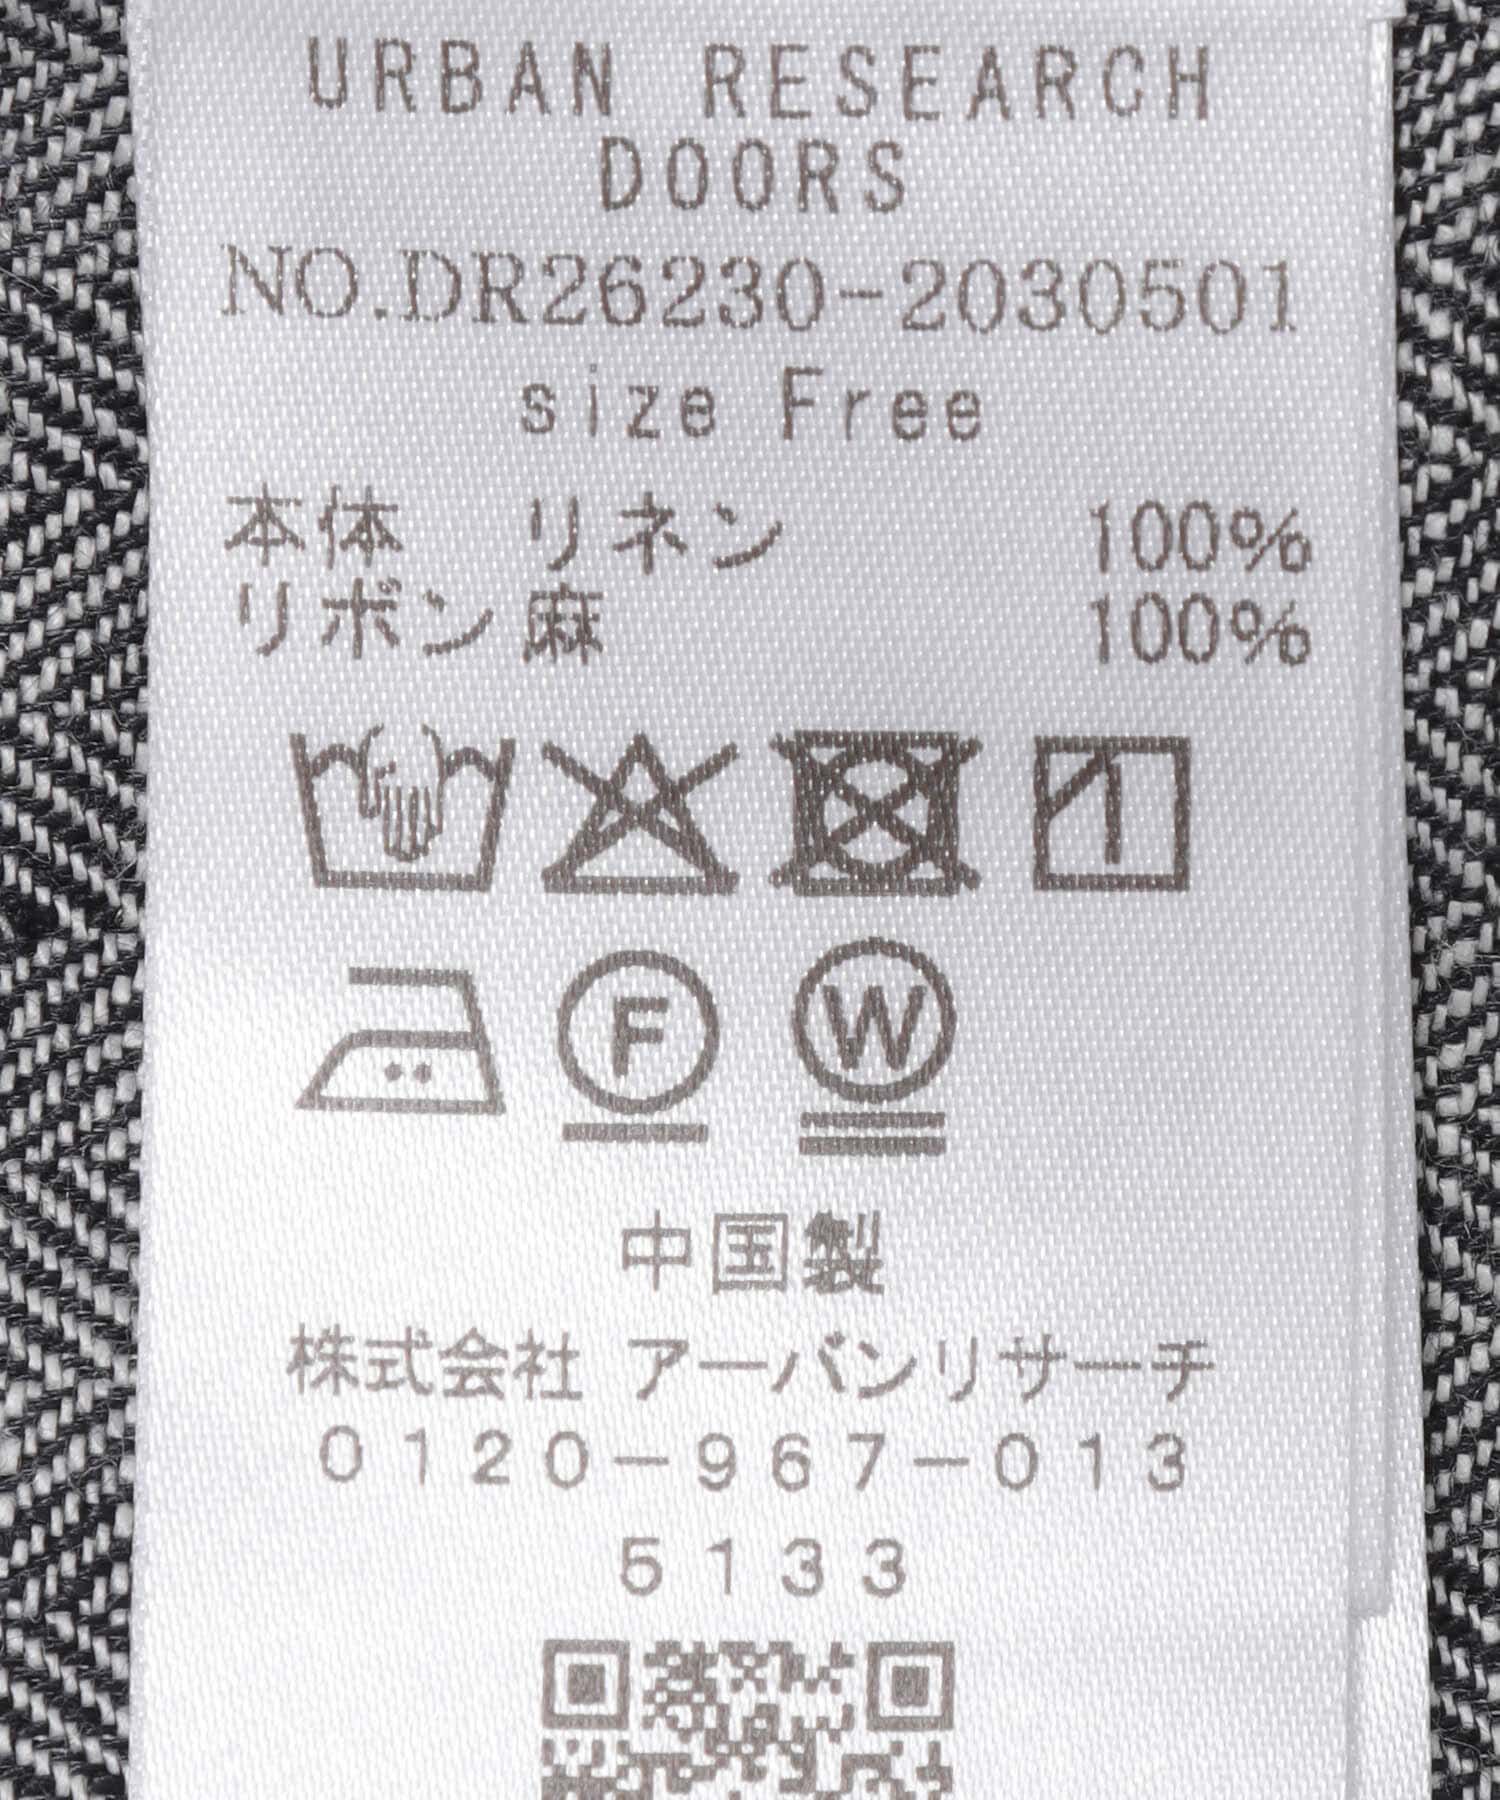 URBAN RESEARCH
DOORS
NO.DR26230-2030501
size Free
本体 リネン 100%
リボン 麻 100%
F W
中国製
株式会社 アーバンリサーチ
0120-967-013
5133